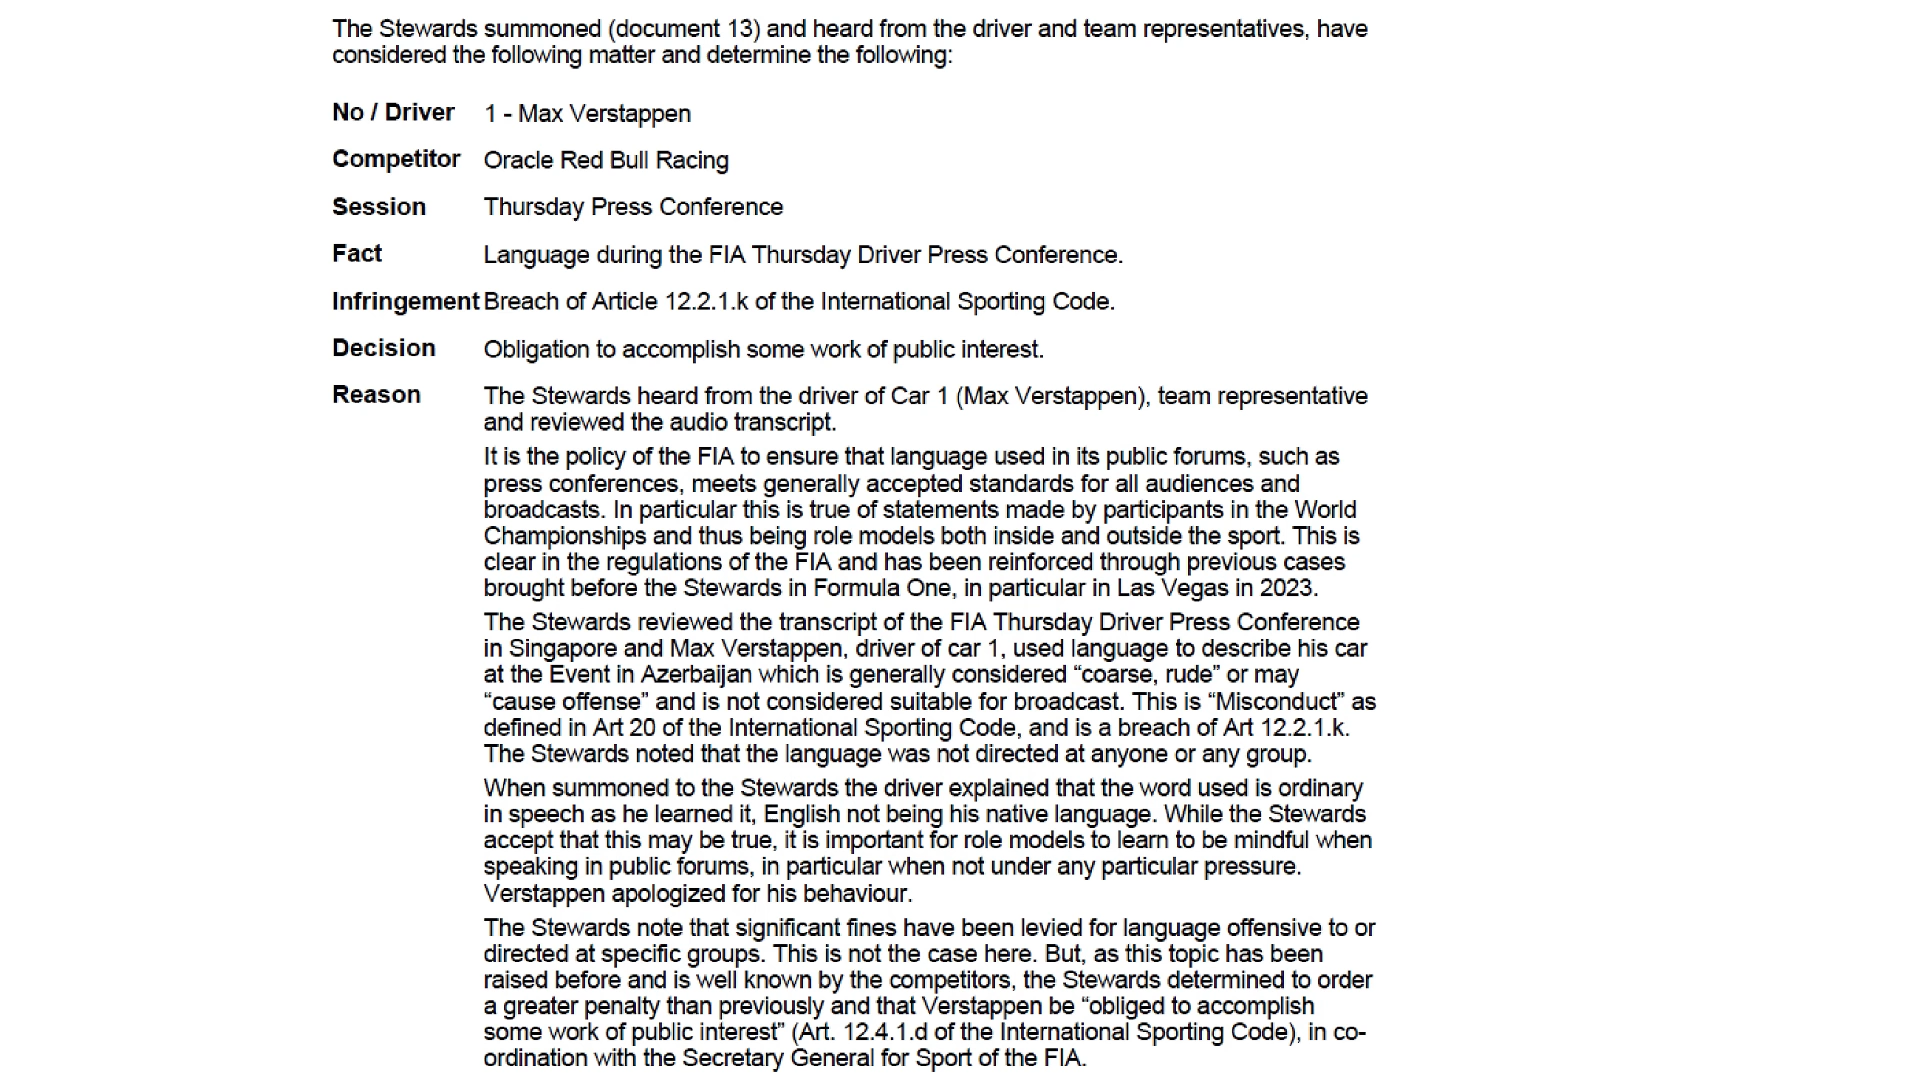 The Stewards summoned (document 13) and heard from the driver and team representatives, have
considered the following matter and determine the following:
No / Driver 1 - Max Verstappen
Competitor Oracle Red Bull Racing
Session Thursday Press Conference
Fact Language during the FIA Thursday Driver Press Conference.
Infringement Breach of Article 12.2.1.k of the International Sporting Code.
Decision Obligation to accomplish some work of public interest.
Reason The Stewards heard from the driver of Car 1 (Max Verstappen), team representative
and reviewed the audio transcript.
It is the policy of the FIA to ensure that language used in its public forums, such as
press conferences, meets generally accepted standards for all audiences and
broadcasts. In particular this is true of statements made by participants in the World
Championships and thus being role models both inside and outside the sport. This is
clear in the regulations of the FIA and has been reinforced through previous cases
brought before the Stewards in Formula One, in particular in Las Vegas in 2023.
The Stewards reviewed the transcript of the FIA Thursday Driver Press Conference
in Singapore and Max Verstappen, driver of car 1, used language to describe his car
at the Event in Azerbaijan which is generally considered “coarse, rude” or may
“cause offense” and is not considered suitable for broadcast. This is “Misconduct” as
defined in Art 20 of the International Sporting Code, and is a breach of Art 12.2.1.k.
The Stewards noted that the language was not directed at anyone or any group.
When summoned to the Stewards the driver explained that the word used is ordinary
in speech as he learned it, English not being his native language. While the Stewards
accept that this may be true, it is important for role models to learn to be mindful when
speaking in public forums, in particular when not under any particular pressure.
Verstappen apologized for his behaviour.
The Stewards note that significant fines have been levied for language offensive to or
directed at specific groups. This is not the case here. But, as this topic has been
raised before and is well known by the competitors, the Stewards determined to order
a greater penalty than previously and that Verstappen be “obliged to accomplish
some work of public interest” (Art. 12.4.1.d of the International Sporting Code), in co-
ordination with the Secretary General for Sport of the FIA.